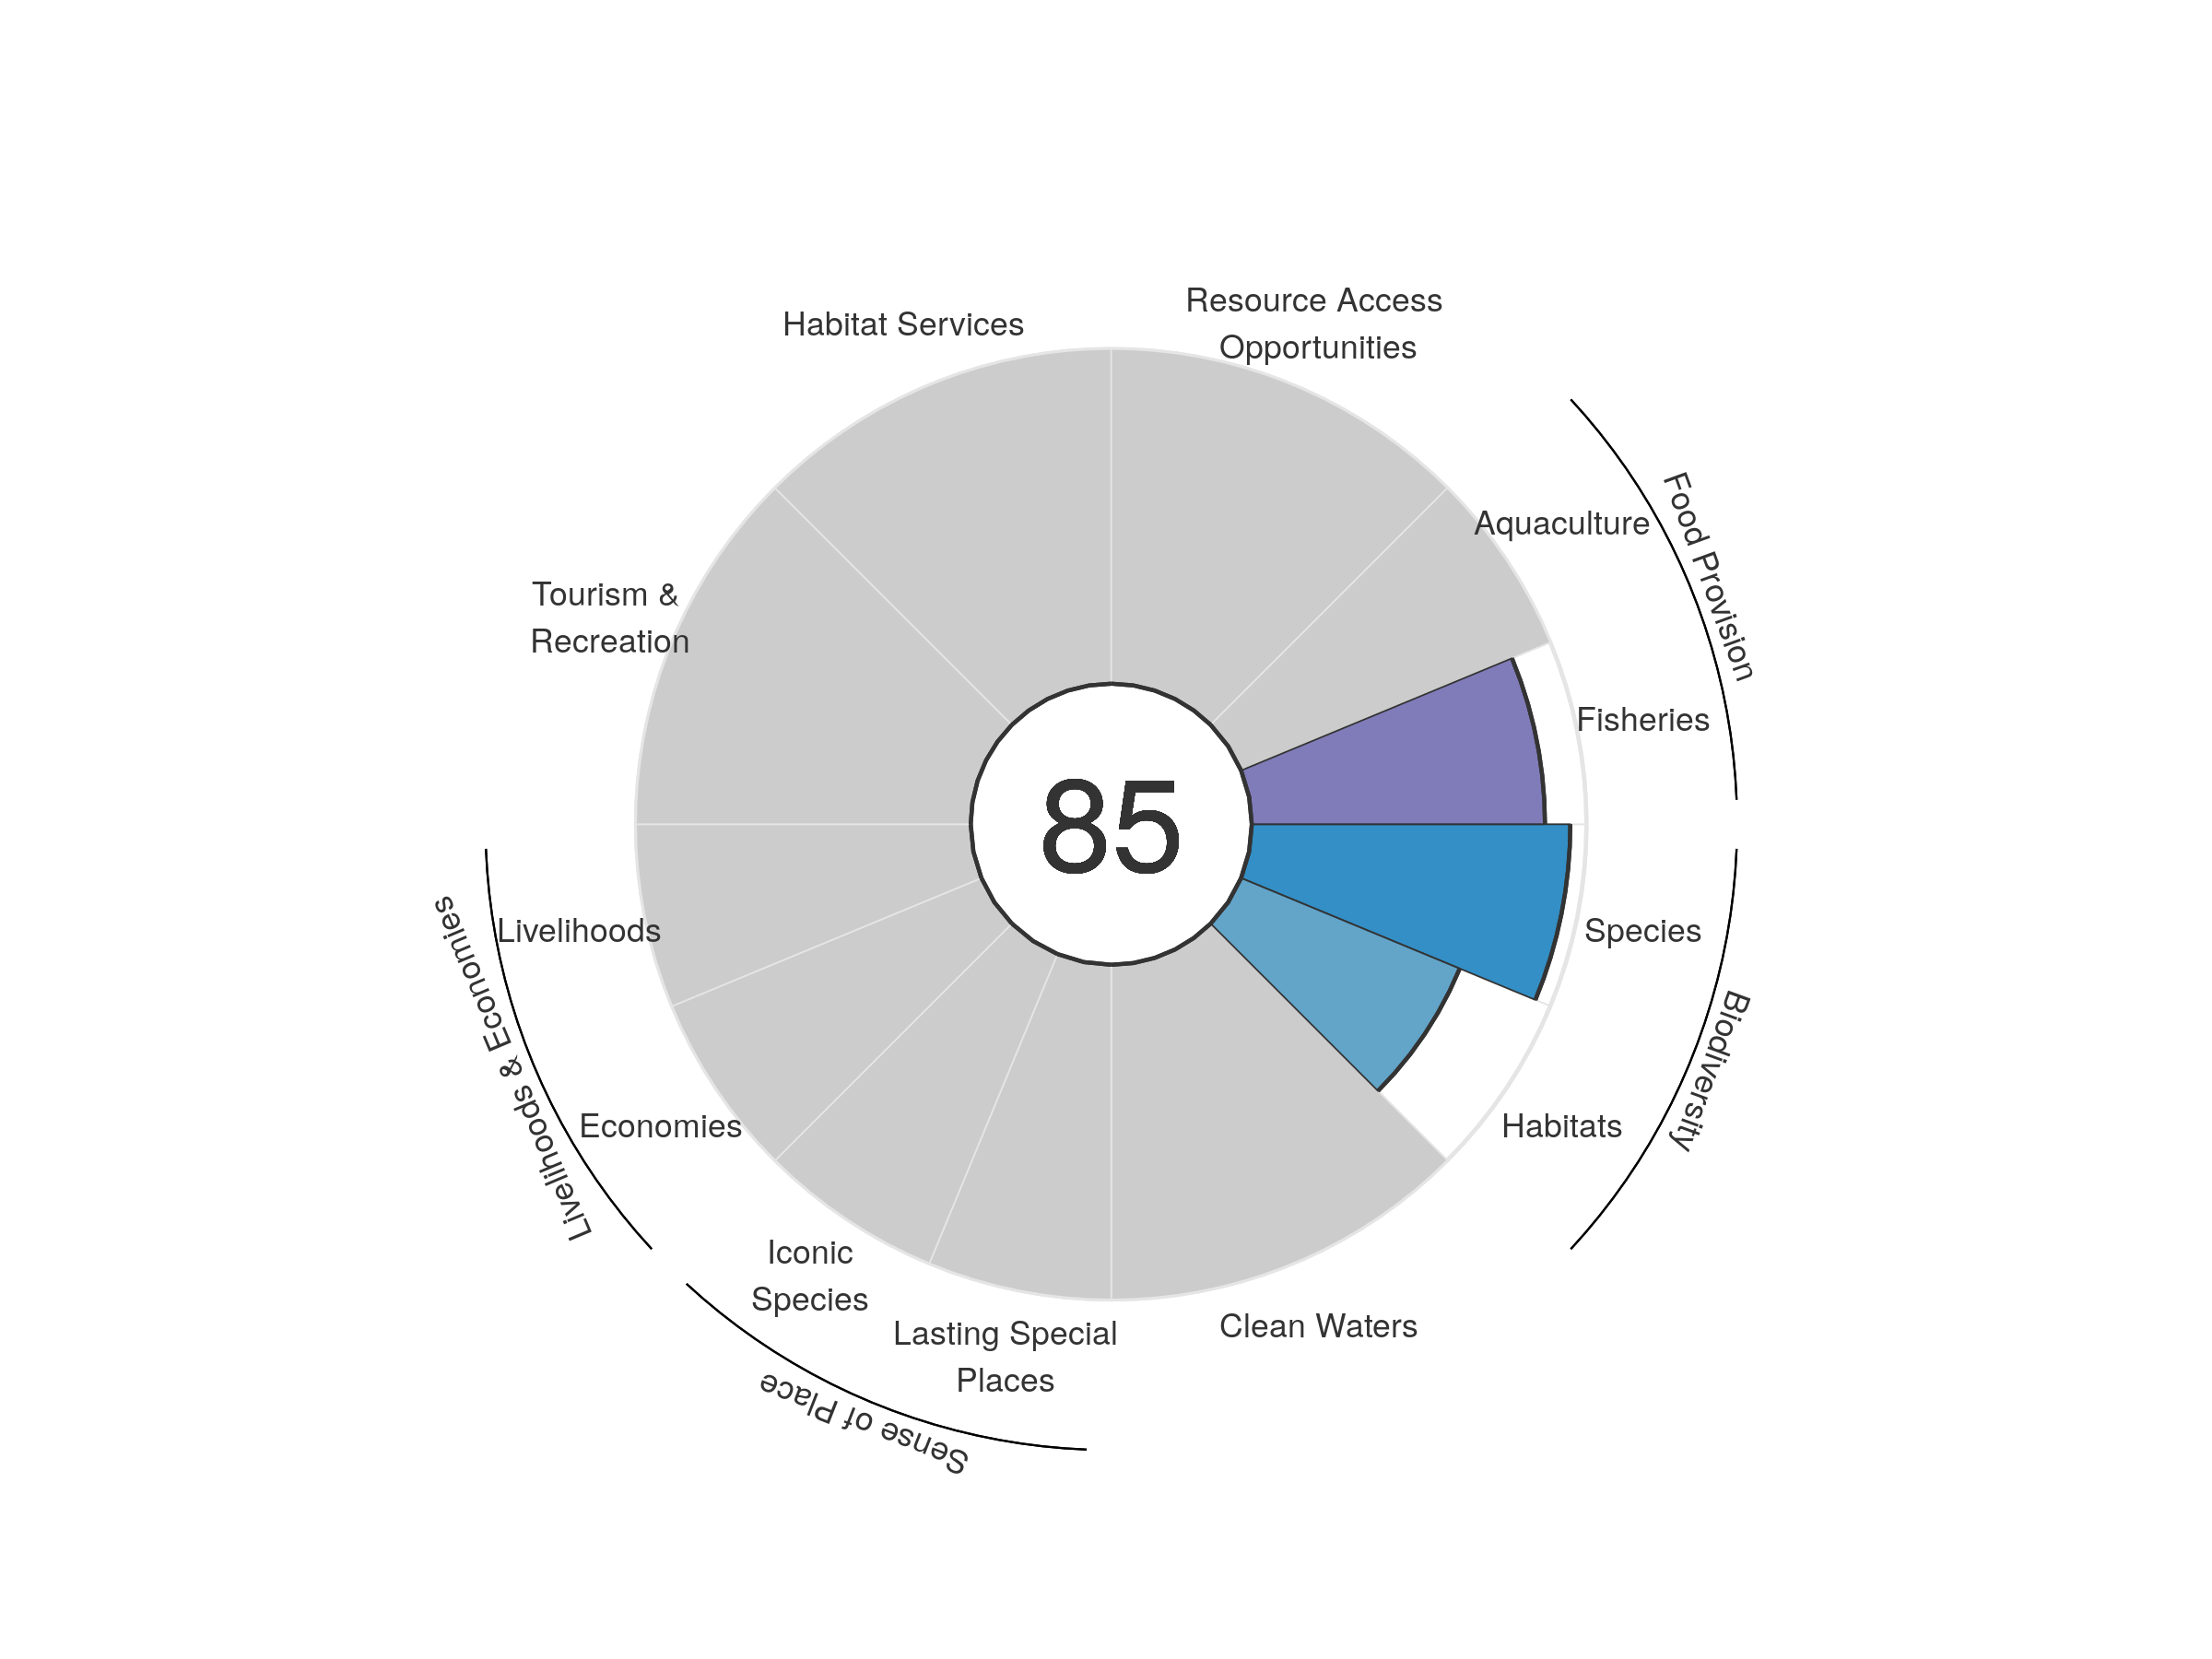 Resource Access
Opportunities
Habitat Services
Aquaculture
Food Provision
Tourism &
Recreation
Fisheries
85
Livelihoods
Species
Livelihoods & Economies
Biodiversity
Economies
Habitats
Iconic
Species
Lasting Special
Places
Clean Waters
Sense of Place